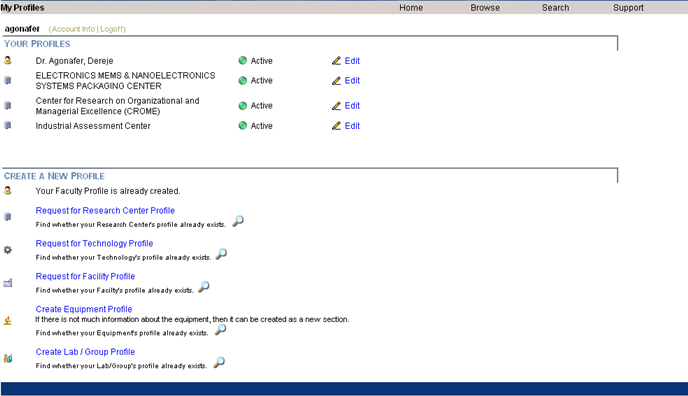 My Profiles Home Browse Search Support
agonafer (Account Info | Logoff)
YOUR PROFILES
Dr. Agonafer, Dereje Active Edit
ELECTRONICS MEMS & NANOELECTRONICS
SYSTEMS PACKAGING CENTER Active Edit
Center for Research on Organizational and
Managerial Excellence (CROME) Active Edit
Industrial Assessment Center Active Edit
CREATE A NEW PROFILE
Your Faculty Profile is already created.
Request for Research Center Profile
Find whether your Research Center's profile already exists.
Request for Technology Profile
Find whether your Technology's profile already exists.
Request for Facility Profile
Find whether your Facilty's profile already exists.
Create Equipment Profile
If there is not much information about the equipment, then it can be created as a new section.
Find whether your Equipment's profile already exists.
Create Lab / Group Profile
Find whether your Lab/Group's profile already exists.